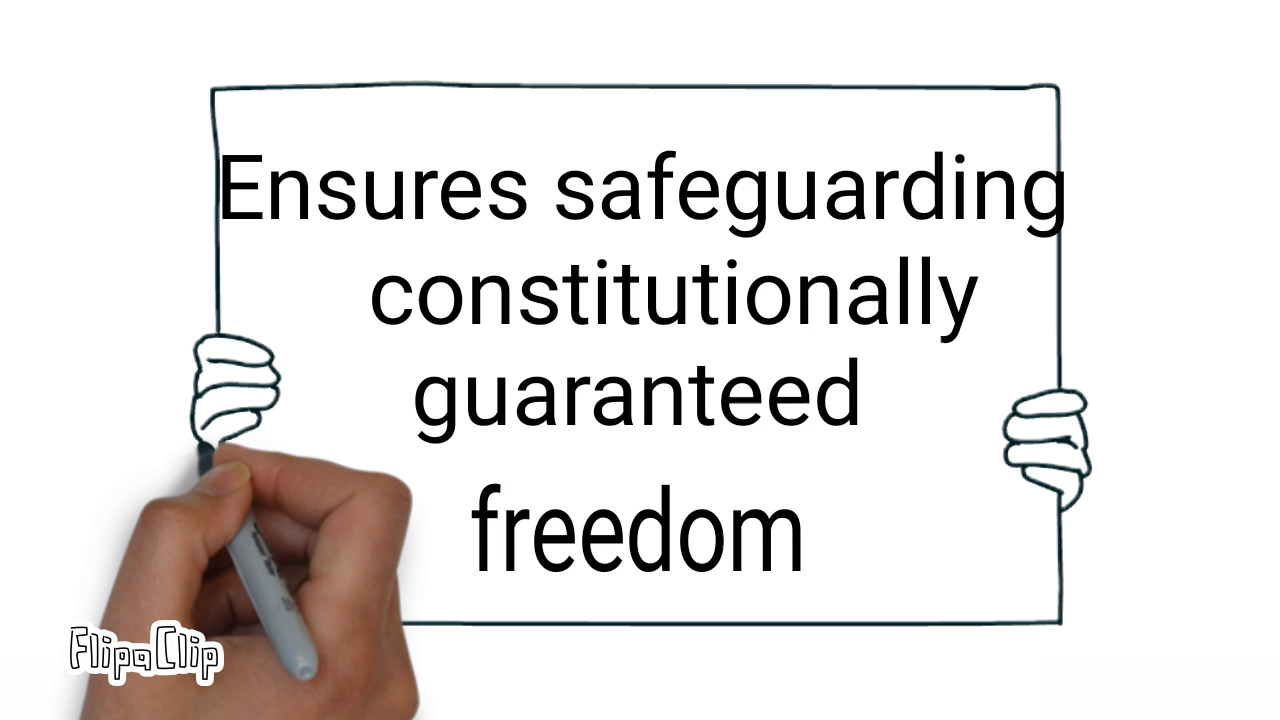 Ensures safeguarding
constitutionally
guaranteed
freedom
FlipaClip